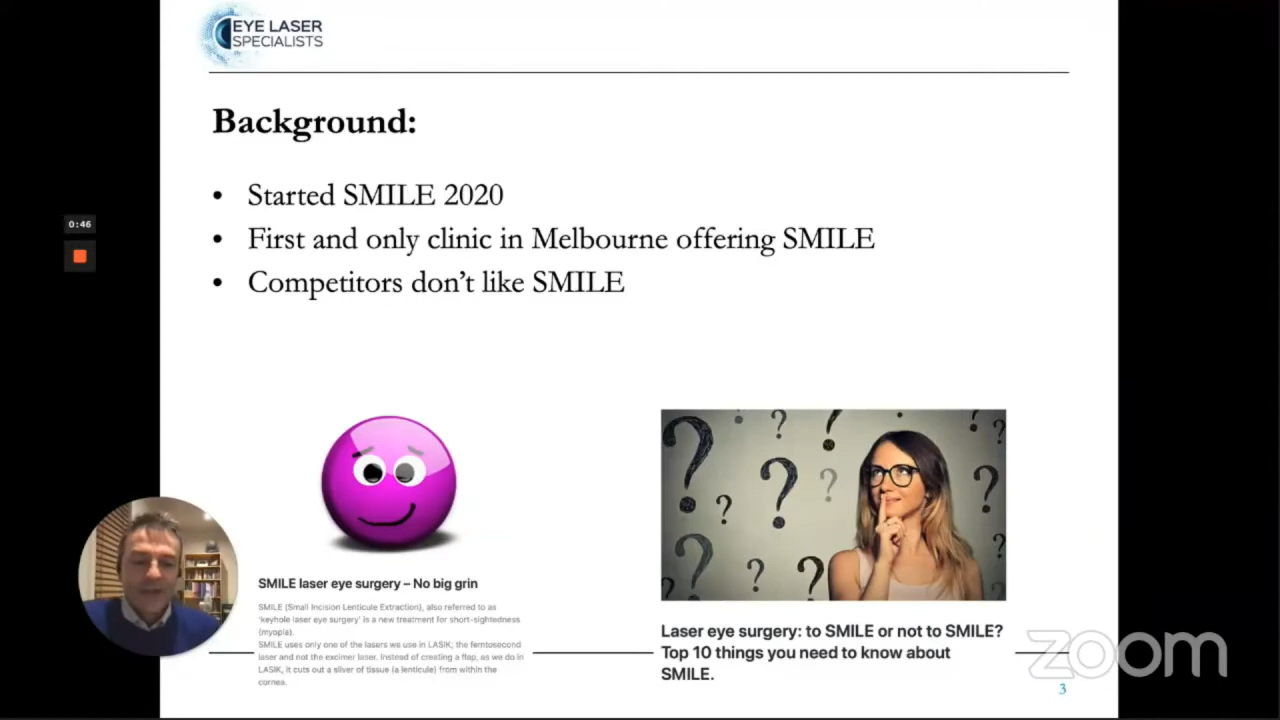 EYE LASER
SPECIALISTS
Background:
• Started SMILE 2020
• First and only clinic in Melbourne offering SMILE
• Competitors don’t like SMILE
0:46
SMILE laser eye surgery – No big grin
SMILE (Small Incision Lenticule Extraction), also referred to as
‘keyhole laser eye surgery’ is a new treatment for short-sightedness
(myopia).
SMILE uses only one of the lasers we use in LASIK; the femtosecond
laser and not the excimer laser. Instead of creating a flap, as we do in
LASIK, it cuts out a sliver of tissue (a lenticule) from within the
cornea.
Laser eye surgery: to SMILE or not to SMILE?
Top 10 things you need to know about
SMILE.
zoom
3